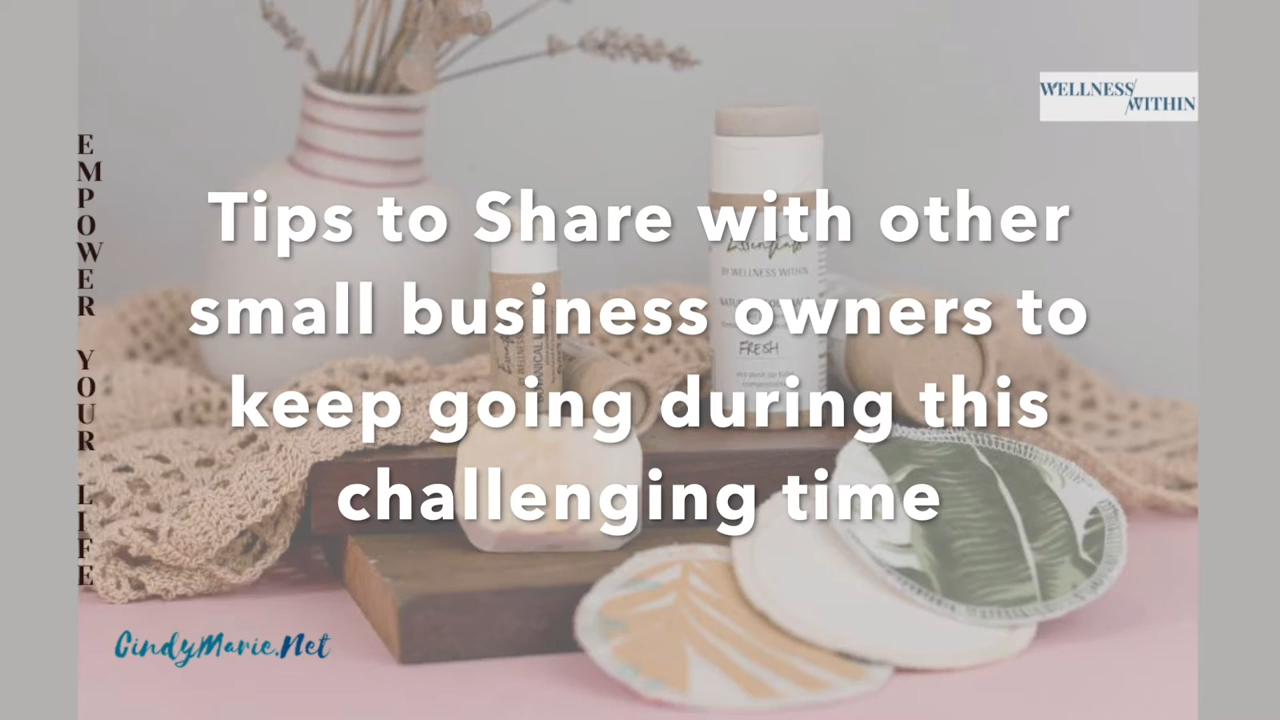 WELLNESS
WITHIN
EMPOWER YOUR LIFE
Tips to Share with other
small business owners to
keep going during this
challenging time
BY WELLNESS WITHIN
FRESH
CindyMarie.Net